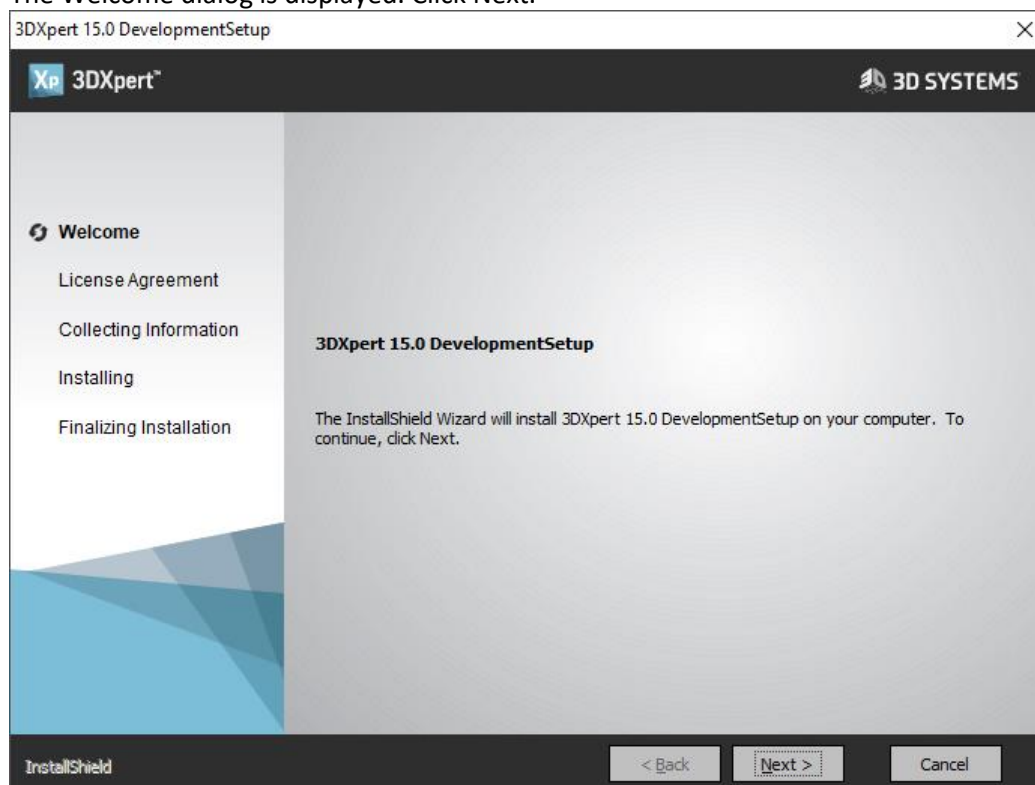 The Welcome dialog is displayed. Click Next.
3DXpert 15.0 DevelopmentSetup
Xp 3DXpert™
3D SYSTEMS
Welcome
License Agreement
Collecting Information
Installing
Finalizing Installation
3DXpert 15.0 DevelopmentSetup
The InstallShield Wizard will install 3DXpert 15.0 DevelopmentSetup on your computer. To
continue, click Next.
InstallShield
< Back
Next >
Cancel